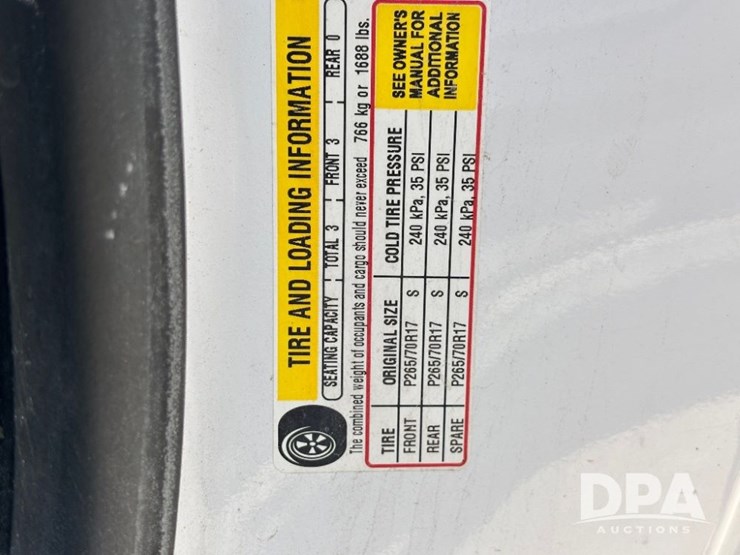 TIRE AND LOADING INFORMATION
SEATING CAPACITY TOTAL 3 FRONT 3 REAR 0
The combined weight of occupants and cargo should never exceed 766 kg or 1688 lbs.
TIRE ORIGINAL SIZE COLD TIRE PRESSURE
FRONT P265/70R17 S 240 kPa, 35 PSI
REAR P265/70R17 S 240 kPa, 35 PSI
SPARE P265/70R17 S 240 kPa, 35 PSI
SEE OWNER'S
MANUAL FOR
ADDITIONAL
INFORMATION
DPA
AUCTIONS